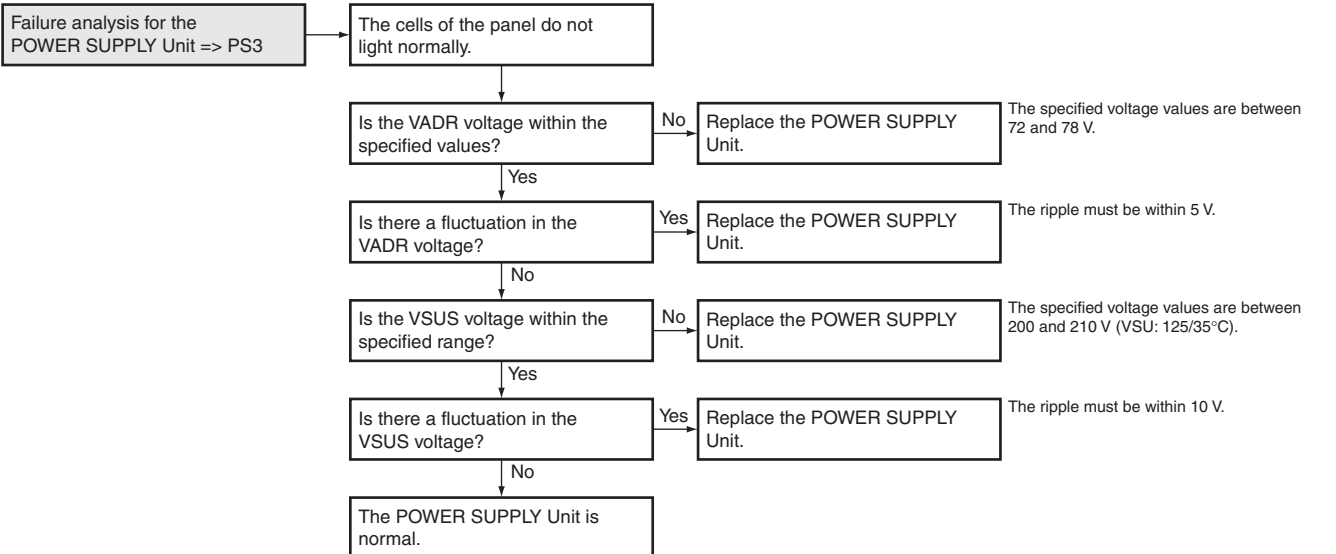 Failure analysis for the
POWER SUPPLY Unit => PS3
The cells of the panel do not
light normally.
Is the VADR voltage within the
specified values?
No
Replace the POWER SUPPLY
Unit.
The specified voltage values are between
72 and 78 V.
Yes
Is there a fluctuation in the
VADR voltage?
Yes
Replace the POWER SUPPLY
Unit.
The ripple must be within 5 V.
No
Is the VSUS voltage within the
specified range?
No
Replace the POWER SUPPLY
Unit.
The specified voltage values are between
200 and 210 V (VSU: 125/35°C).
Yes
Is there a fluctuation in the
VSUS voltage?
Yes
Replace the POWER SUPPLY
Unit.
The ripple must be within 10 V.
No
The POWER SUPPLY Unit is
normal.